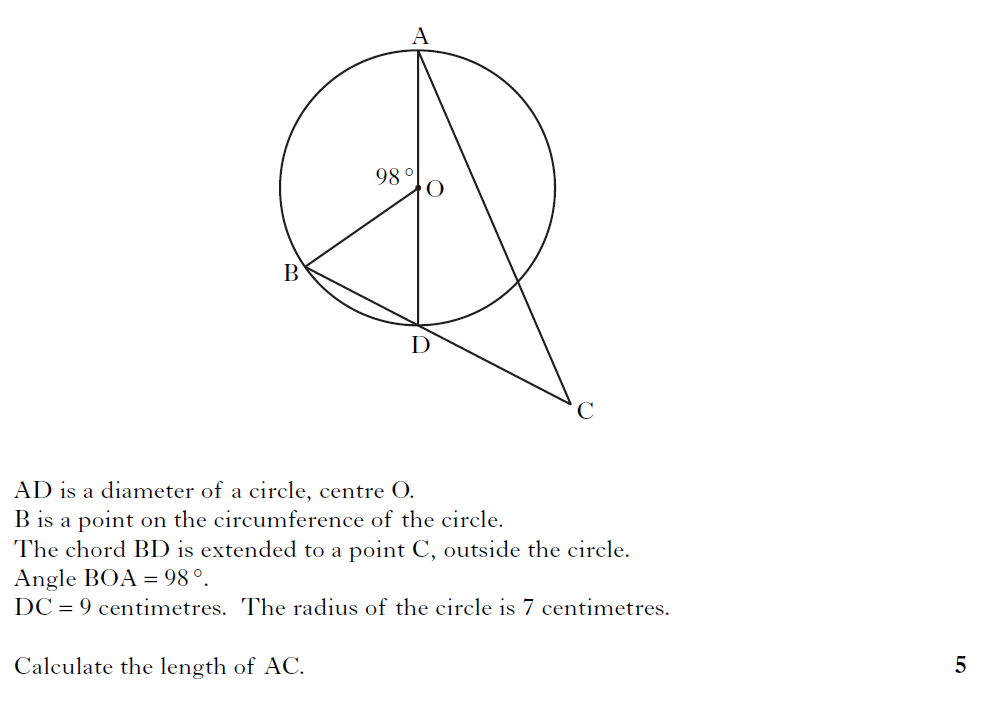 A
98°
O
B
D
C
AD is a diameter of a circle, centre O.
B is a point on the circumference of the circle.
The chord BD is extended to a point C, outside the circle.
Angle BOA = 98°.
DC = 9 centimetres. The radius of the circle is 7 centimetres.
Calculate the length of AC. 5